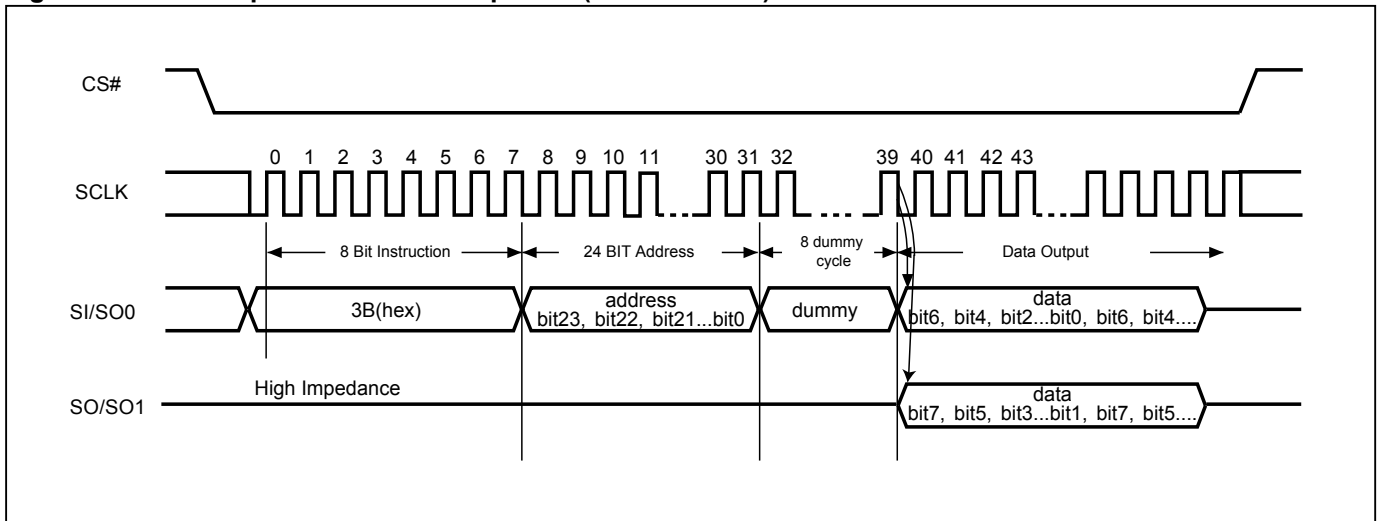 CS#
0 1 2 3 4 5 6 7 8 9 10 11 30 31 32 39 40 41 42 43
SCLK
8 Bit Instruction 24 BIT Address 8 dummy cycle Data Output
SI/SO0
3B(hex)
address
bit23, bit22, bit21...bit0
dummy
data
bit6, bit4, bit2...bit0, bit6, bit4....
High Impedance
SO/SO1
data
bit7, bit5, bit3...bit1, bit7, bit5....